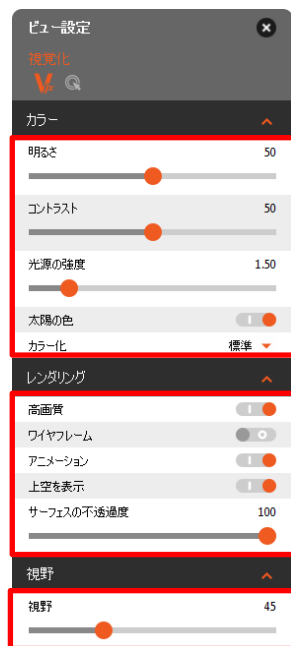 ビュー設定
視覚化
カラー
明るさ 50
コントラスト 50
光源の強度 1.50
太陽の色
カラー化 標準
レンダリング
高画質
ワイヤフレーム
アニメーション
上空を表示
サーフェスの不透過度 100
視野
視野 45